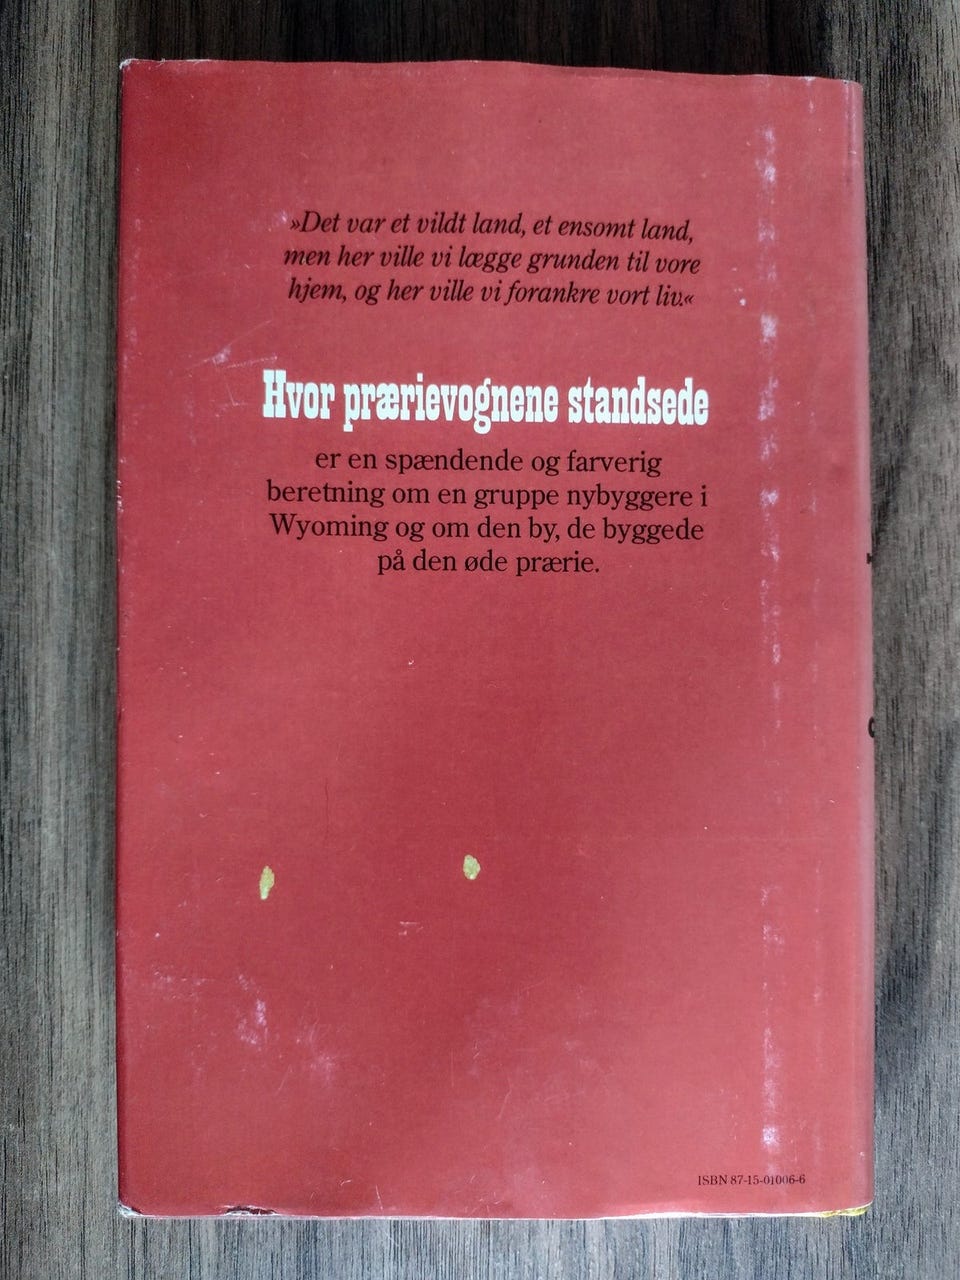 »Det var et vildt land, et ensomt land,
men her ville vi lægge grunden til vore
hjem, og her ville vi forankre vort liv.«
Hvor prærievognene standsede
er en spændende og farverig
beretning om en gruppe nybyggere i
Wyoming og om den by, de byggede
på den øde prærie.
ISBN 87-15-01006-6